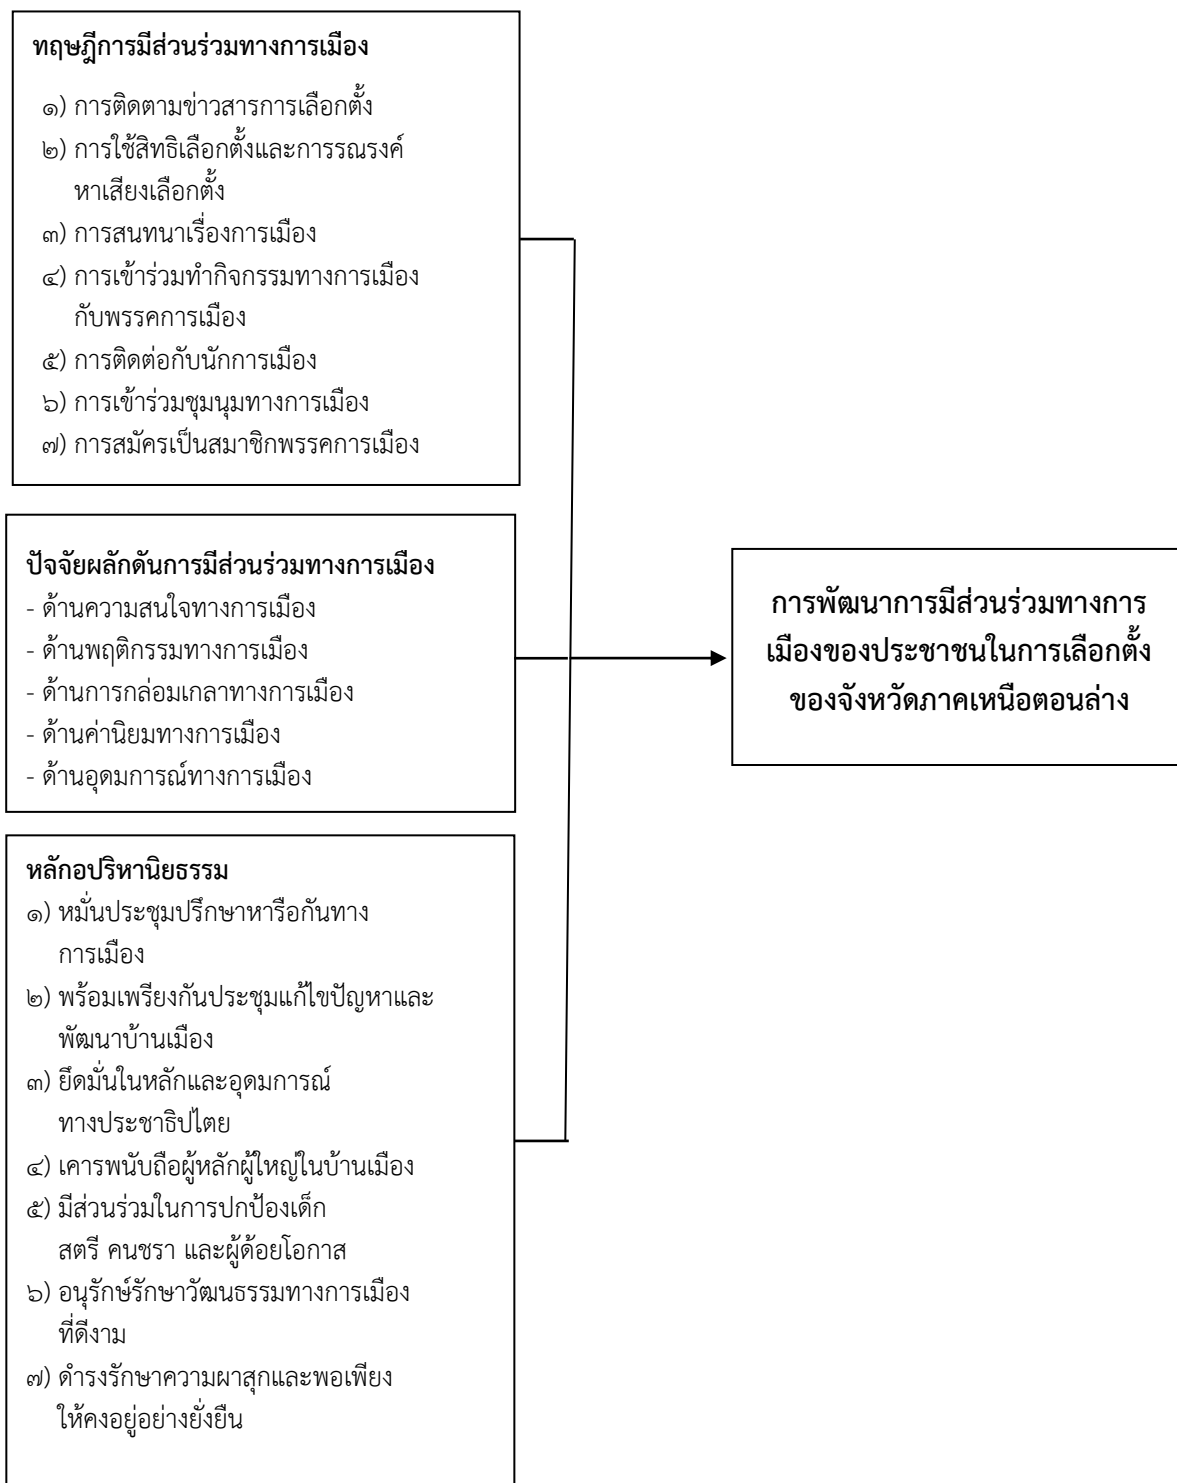 ทฤษฎีการมีส่วนร่วมทางการเมือง
๑) การติดตามข่าวสารการเลือกตั้ง
๒) การใช้สิทธิเลือกตั้งและการรณรงค์
หาเสียงเลือกตั้ง
๓) การสนทนาเรื่องการเมือง
๔) การเข้าร่วมทำกิจกรรมทางการเมือง
กับพรรคการเมือง
๕) การติดต่อกับนักการเมือง
๖) การเข้าร่วมชุมนุมทางการเมือง
๗) การสมัครเป็นสมาชิกพรรคการเมือง
ปัจจัยผลักดันการมีส่วนร่วมทางการเมือง
- ด้านความสนใจทางการเมือง
- ด้านพฤติกรรมทางการเมือง
- ด้านการกล่อมเกลาทางการเมือง
- ด้านค่านิยมทางการเมือง
- ด้านอุดมการณ์ทางการเมือง
การพัฒนาการมีส่วนร่วมทางการ
เมืองของประชาชนในการเลือกตั้ง
ของจังหวัดภาคเหนือตอนล่าง
หลักอปริหานิยธรรม
๑) หมั่นประชุมปรึกษาหารือกันทาง
การเมือง
๒) พร้อมเพรียงกันประชุมแก้ไขปัญหาและ
พัฒนาบ้านเมือง
๓) ยึดมั่นในหลักและอุดมการณ์
ทางประชาธิปไตย
๔) เคารพนับถือผู้หลักผู้ใหญ่ในบ้านเมือง
๕) มีส่วนร่วมในการปกป้องเด็ก
สตรี คนชรา และผู้ด้อยโอกาส
๖) อนุรักษ์รักษาวัฒนธรรมทางการเมือง
ที่ดีงาม
๗) ดำรงรักษาความผาสุกและพอเพียง
ให้คงอยู่อย่างยั่งยืน